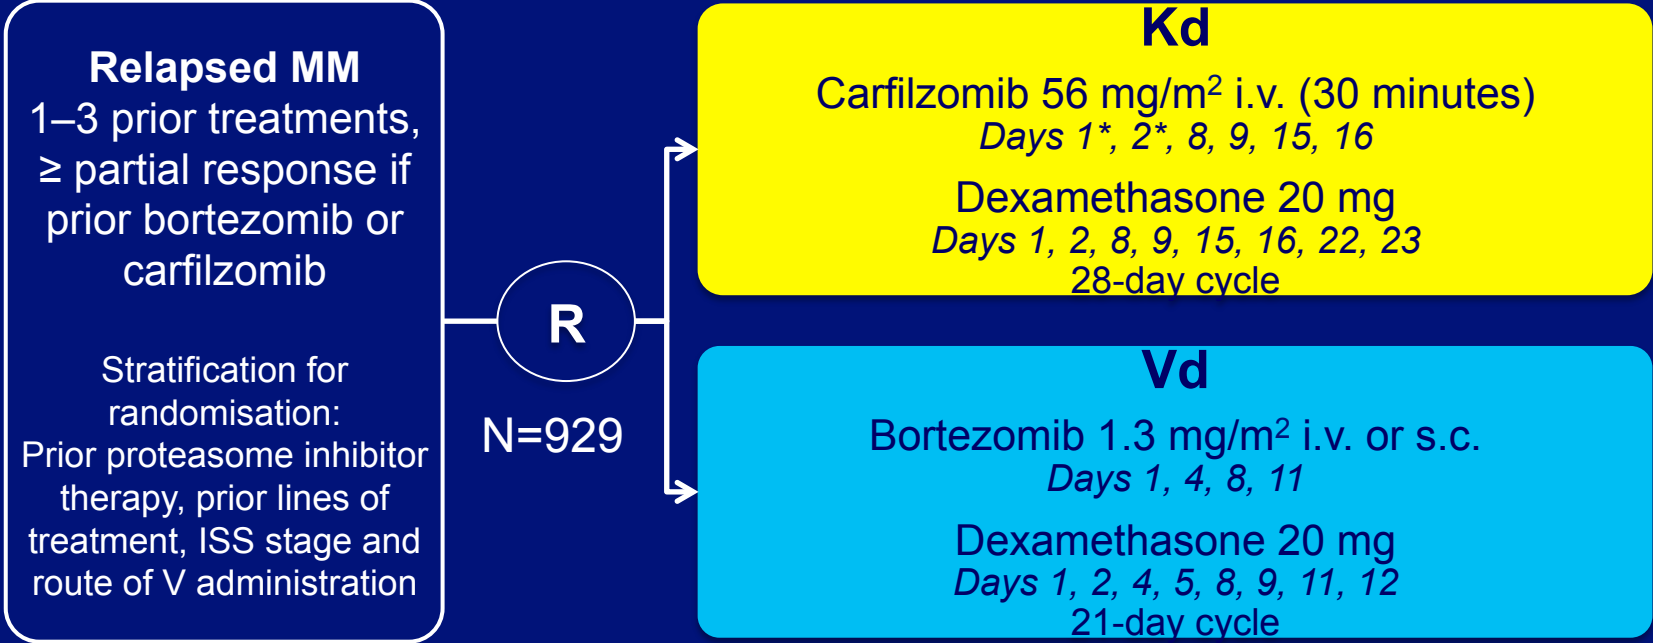 Relapsed MM
1–3 prior treatments,
≥ partial response if
prior bortezomib or
carfilzomib
Stratification for
randomisation:
Prior proteasome inhibitor
therapy, prior lines of
treatment, ISS stage and
route of V administration
R
N=929
Kd
Carfilzomib 56 mg/m² i.v. (30 minutes)
Days 1*, 2*, 8, 9, 15, 16
Dexamethasone 20 mg
Days 1, 2, 8, 9, 15, 16, 22, 23
28-day cycle
Vd
Bortezomib 1.3 mg/m² i.v. or s.c.
Days 1, 4, 8, 11
Dexamethasone 20 mg
Days 1, 2, 4, 5, 8, 9, 11, 12
21-day cycle